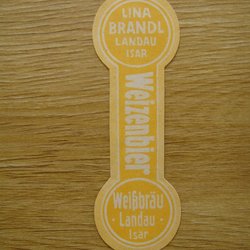 LINA
BRANDL
LANDAU
ISAR
Weizenbier
Weißbräu
· Landau ·
Isar